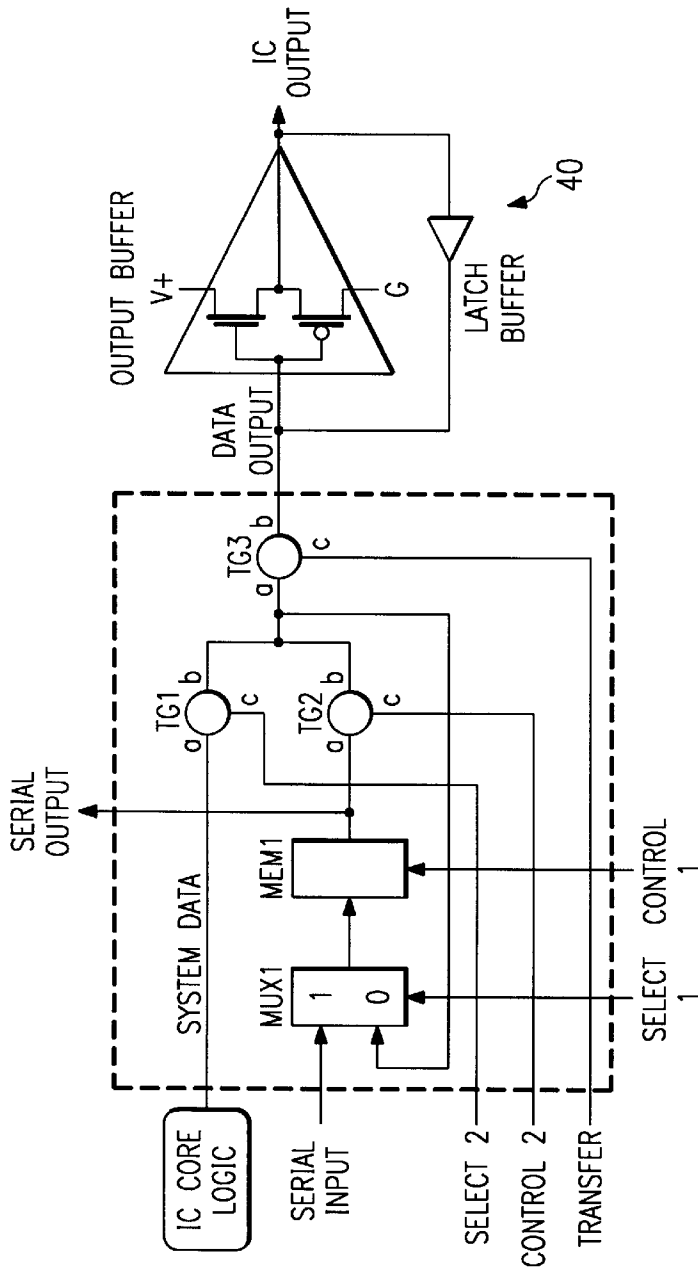 SERIAL
OUTPUT
OUTPUT BUFFER
V+
G
IC
OUTPUT
DATA
OUTPUT
LATCH
BUFFER
40
IC CORE
LOGIC
SYSTEM DATA
TG1
a
b
c
TG2
a
b
c
TG3
a
b
c
SERIAL
INPUT
MUX1
1
0
MEM1
SELECT 2
CONTROL 2
TRANSFER
SELECT
1
CONTROL
1